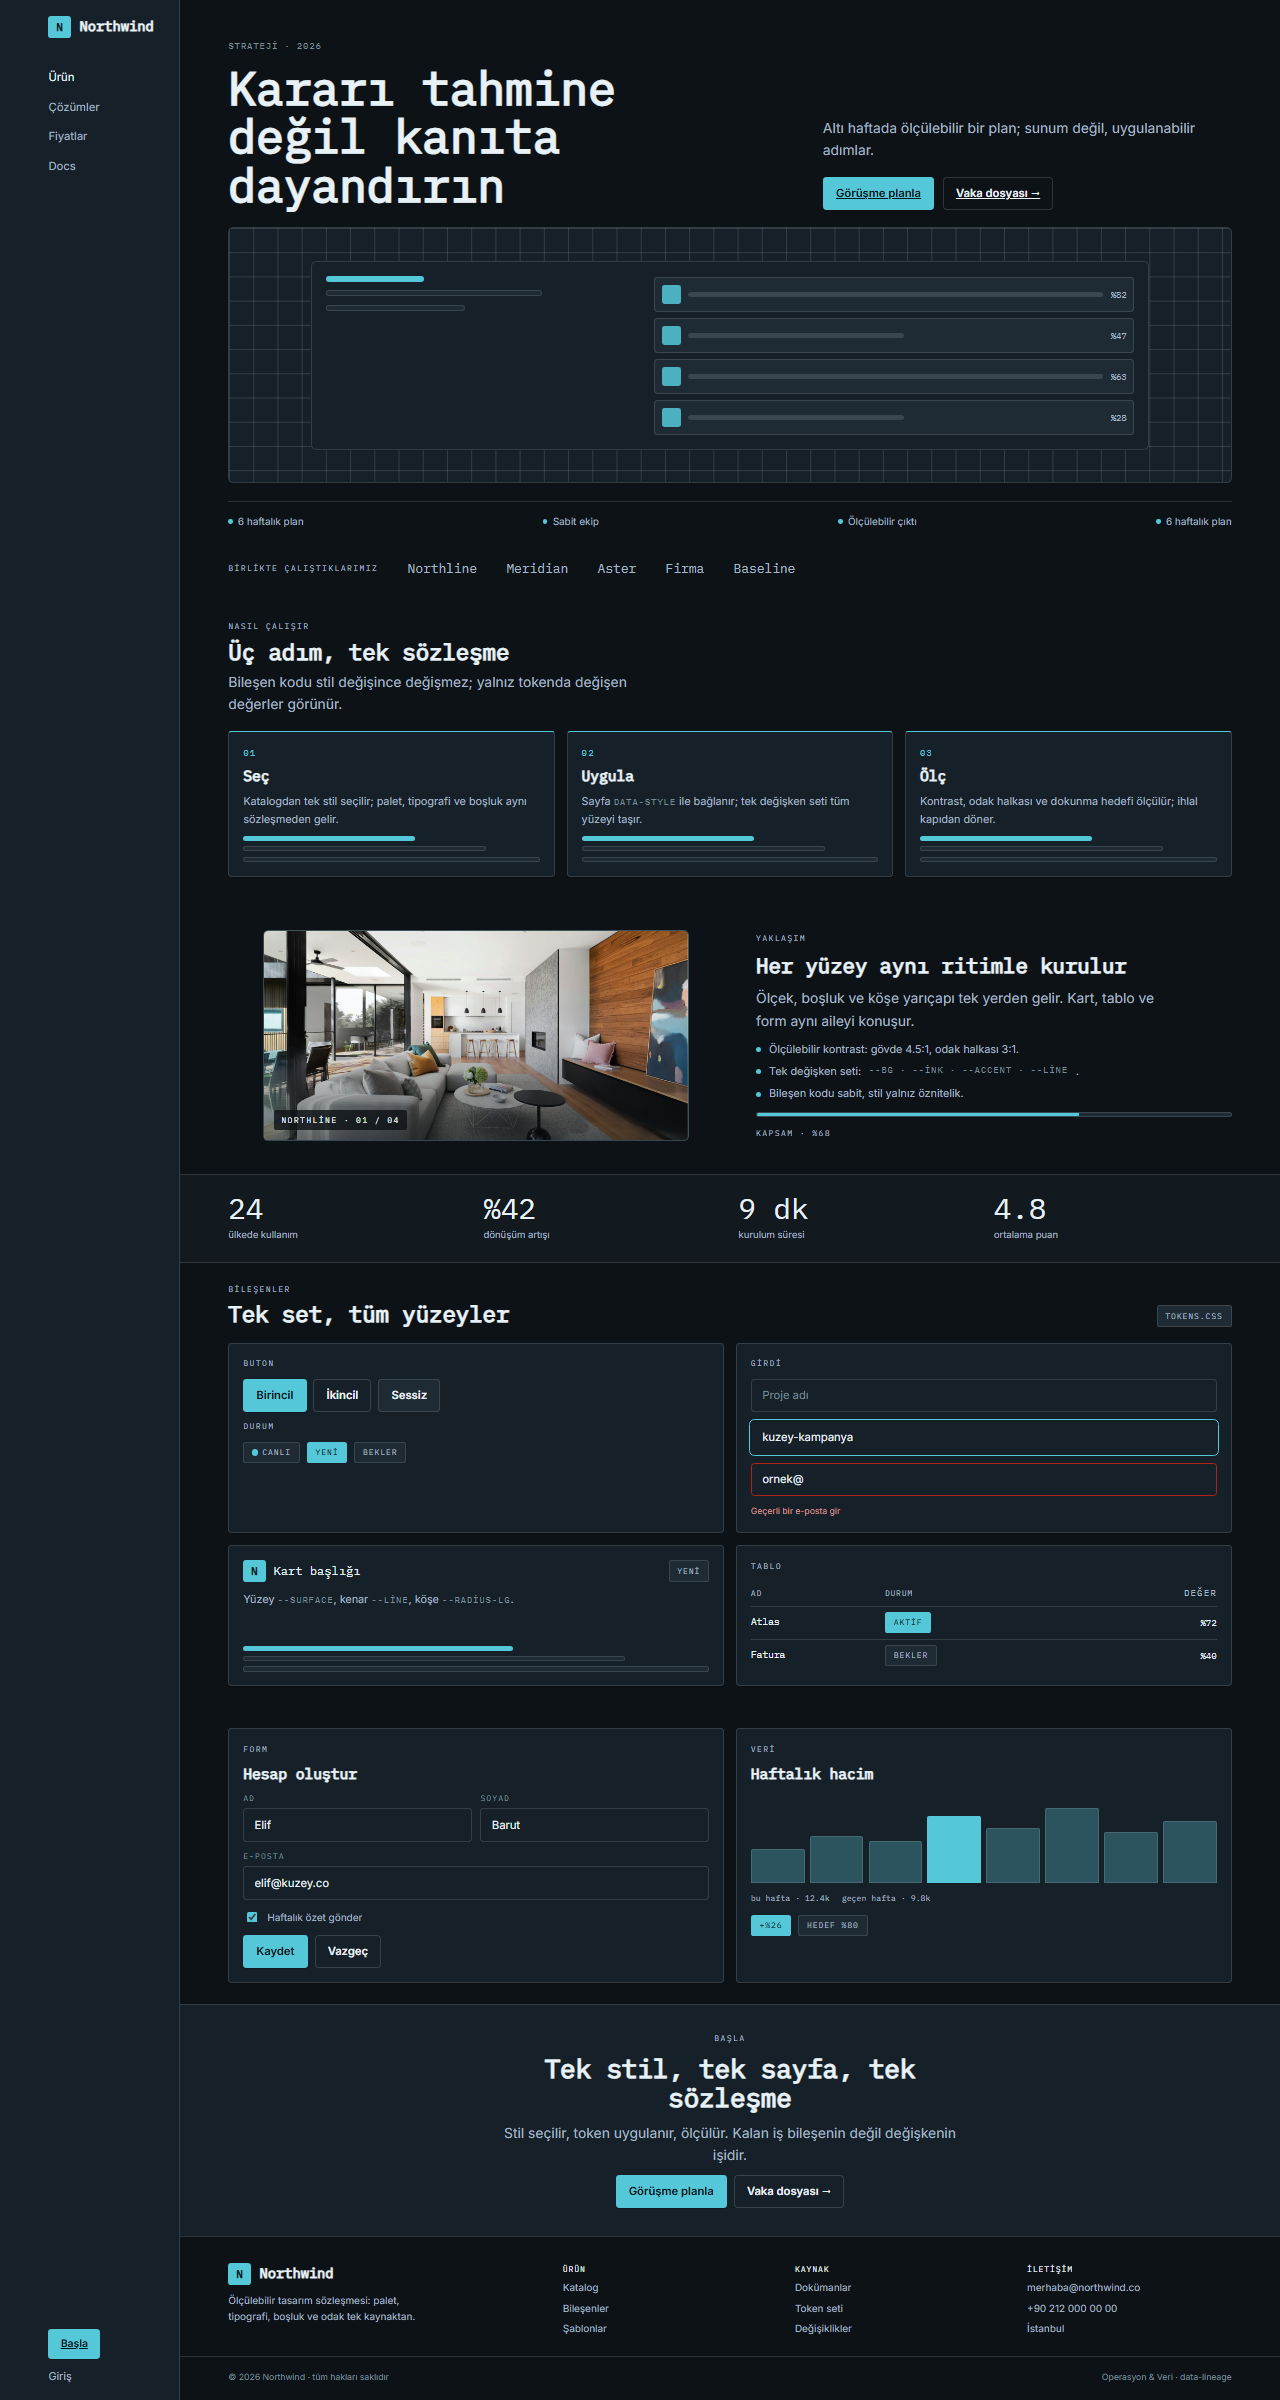 N Northwind
Ürün
Çözümler
Fiyatlar
Docs
STRATEJİ · 2026
Kararı tahmine
değil kanıta
dayandırın
Altı haftada ölçülebilir bir plan; sunum değil, uygulanabilir
adımlar.
Görüşme planla
Vaka dosyası →
%82
%47
%63
%28
6 haftalık plan
Sabit ekip
Ölçülebilir çıktı
6 haftalık plan
BİRLİKTE ÇALIŞTIKLARIMIZ
Northline
Meridian
Aster
Firma
Baseline
NASIL ÇALIŞIR
Üç adım, tek sözleşme
Bileşen kodu stil değişince değişmez; yalnız tokenda değişen
değerler görünür.
01
Seç
Katalogdan tek stil seçilir; palet, tipografi ve boşluk aynı
sözleşmeden gelir.
02
Uygula
Sayfa DATA-STYLE ile bağlanır; tek değişken seti tüm
yüzeyi taşır.
03
Ölç
Kontrast, odak halkası ve dokunma hedefi ölçülür; ihlal
kapıdan döner.
NORTHLİNE · 01 / 04
YAKLAŞIM
Her yüzey aynı ritimle kurulur
Ölçek, boşluk ve köşe yarıçapı tek yerden gelir. Kart, tablo ve
form aynı aileyi konuşur.
Ölçülebilir kontrast: gövde 4.5:1, odak halkası 3:1.
Tek değişken seti: --BG · --İNK · --ACCENT · --LİNE .
Bileşen kodu sabit, stil yalnız öznitelik.
KAPSAM · %68
24
ülkede kullanım
%42
dönüşüm artışı
9 dk
kurulum süresi
4.8
ortalama puan
BİLEŞENLER
Tek set, tüm yüzeyler
TOKENS.CSS
BUTON
Birincil
İkincil
Sessiz
DURUM
CANLI
YENİ
BEKLER
GİRDİ
Proje adı
kuzey-kampanya
ornek@
Geçerli bir e-posta gir
N Kart başlığı
YENİ
Yüzey --SURFACE, kenar --LİNE, köşe --RADİUS-LG.
TABLO
AD DURUM DEĞER
Atlas AKTİF %72
Fatura BEKLER %40
FORM
Hesap oluştur
AD
SOYAD
Elif
Barut
E-POSTA
elif@kuzey.co
Haftalık özet gönder
Kaydet
Vazgeç
VERİ
Haftalık hacim
bu hafta · 12.4k geçen hafta · 9.8k
+%26
HEDEF %80
BAŞLA
Tek stil, tek sayfa, tek
sözleşme
Stil seçilir, token uygulanır, ölçülür. Kalan iş bileşenin değil değişkenin
işidir.
Görüşme planla
Vaka dosyası →
N Northwind
Ölçülebilir tasarım sözleşmesi: palet,
tipografi, boşluk ve odak tek kaynaktan.
ÜRÜN
Katalog
Bileşenler
Şablonlar
KAYNAK
Dokümanlar
Token seti
Değişiklikler
İLETİŞİM
merhaba@northwind.co
+90 212 000 00 00
İstanbul
Başla
Giriş
© 2026 Northwind · tüm hakları saklıdır
Operasyon & Veri · data-lineage